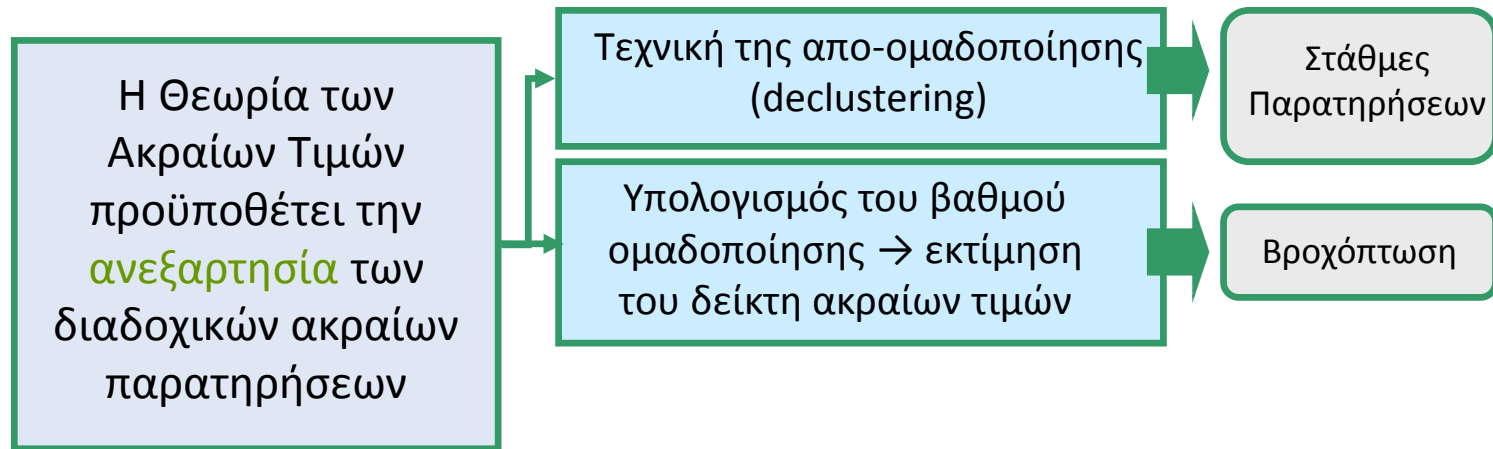 Η Θεωρία των
Ακραίων Τιμών
προϋποθέτει την
ανεξαρτησία των
διαδοχικών ακραίων
παρατηρήσεων
Τεχνική της απο-ομαδοποίησης
(declustering)
Στάθμες
Παρατηρήσεων
Υπολογισμός του βαθμού
ομαδοποίησης → εκτίμηση
του δείκτη ακραίων τιμών
Βροχόπτωση